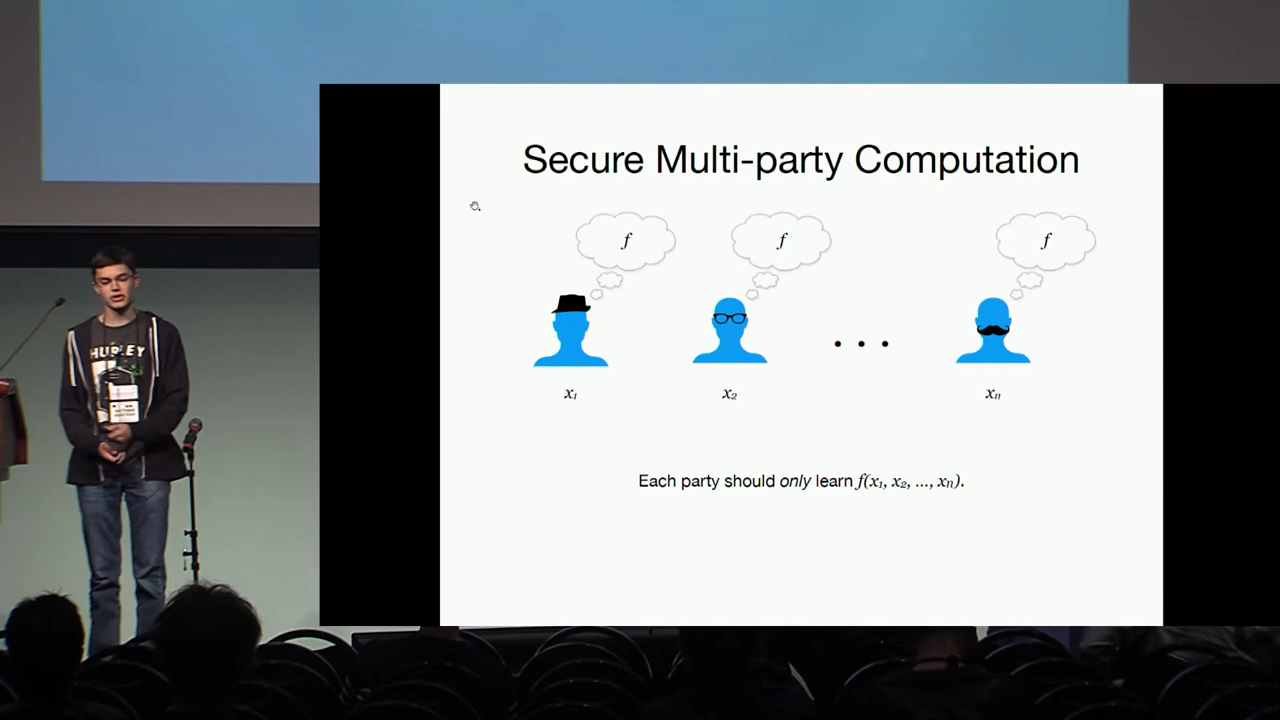 Secure Multi-party Computation
f f f
x₁ x₂ xₙ
Each party should only learn f(x₁, x₂, ..., xₙ).
HURLEY